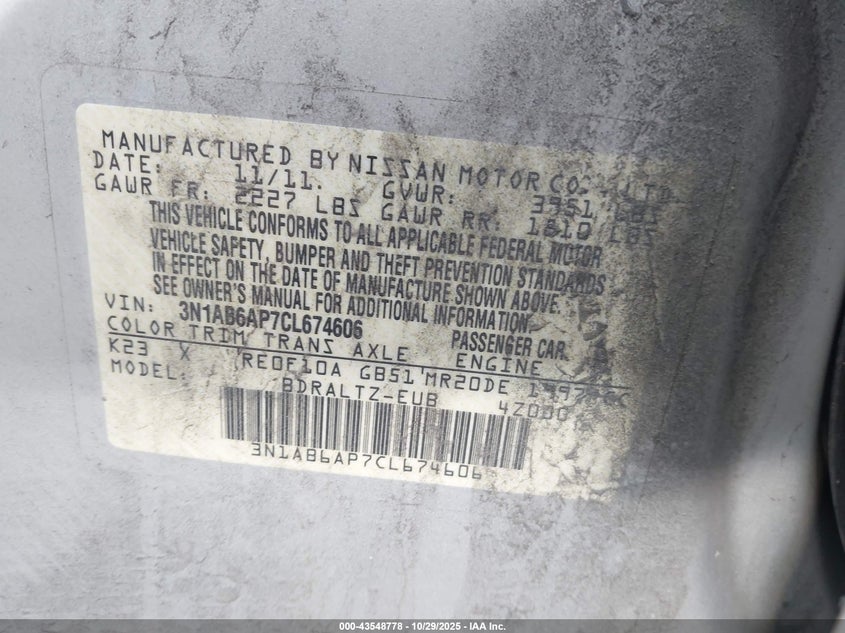 MANUFACTURED BY NISSAN MOTOR CO., LTD.
DATE: 11/11. GVWR: 3951 LBS
GAWR FR: 2227 LBS GAWR RR: 1810 LBS
THIS VEHICLE CONFORMS TO ALL APPLICABLE FEDERAL MOTOR
VEHICLE SAFETY, BUMPER AND THEFT PREVENTION STANDARDS
IN EFFECT ON THE DATE OF MANUFACTURE SHOWN ABOVE.
SEE OWNER'S MANUAL FOR ADDITIONAL INFORMATION.
VIN: 3N1AB6AP7CL674606 PASSENGER CAR
COLOR TRIM TRANS AXLE ENGINE
K23 X RE0F10A GB51 MR20DE
MODEL: BDRALTZ-EUB 42000
3N1AB6AP7CL674606
000-43548778 - 10/29/2025 - IAA Inc.